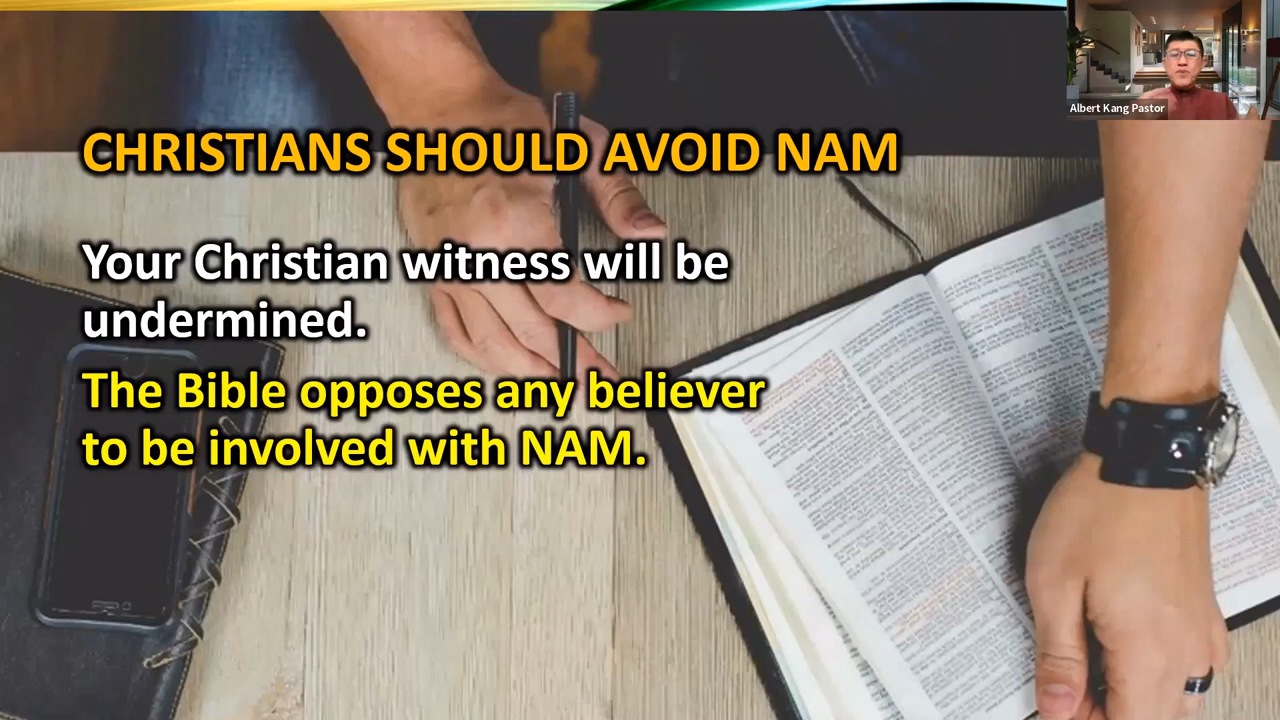 Albert Kang Pastor
CHRISTIANS SHOULD AVOID NAM
Your Christian witness will be
undermined.
The Bible opposes any believer
to be involved with NAM.